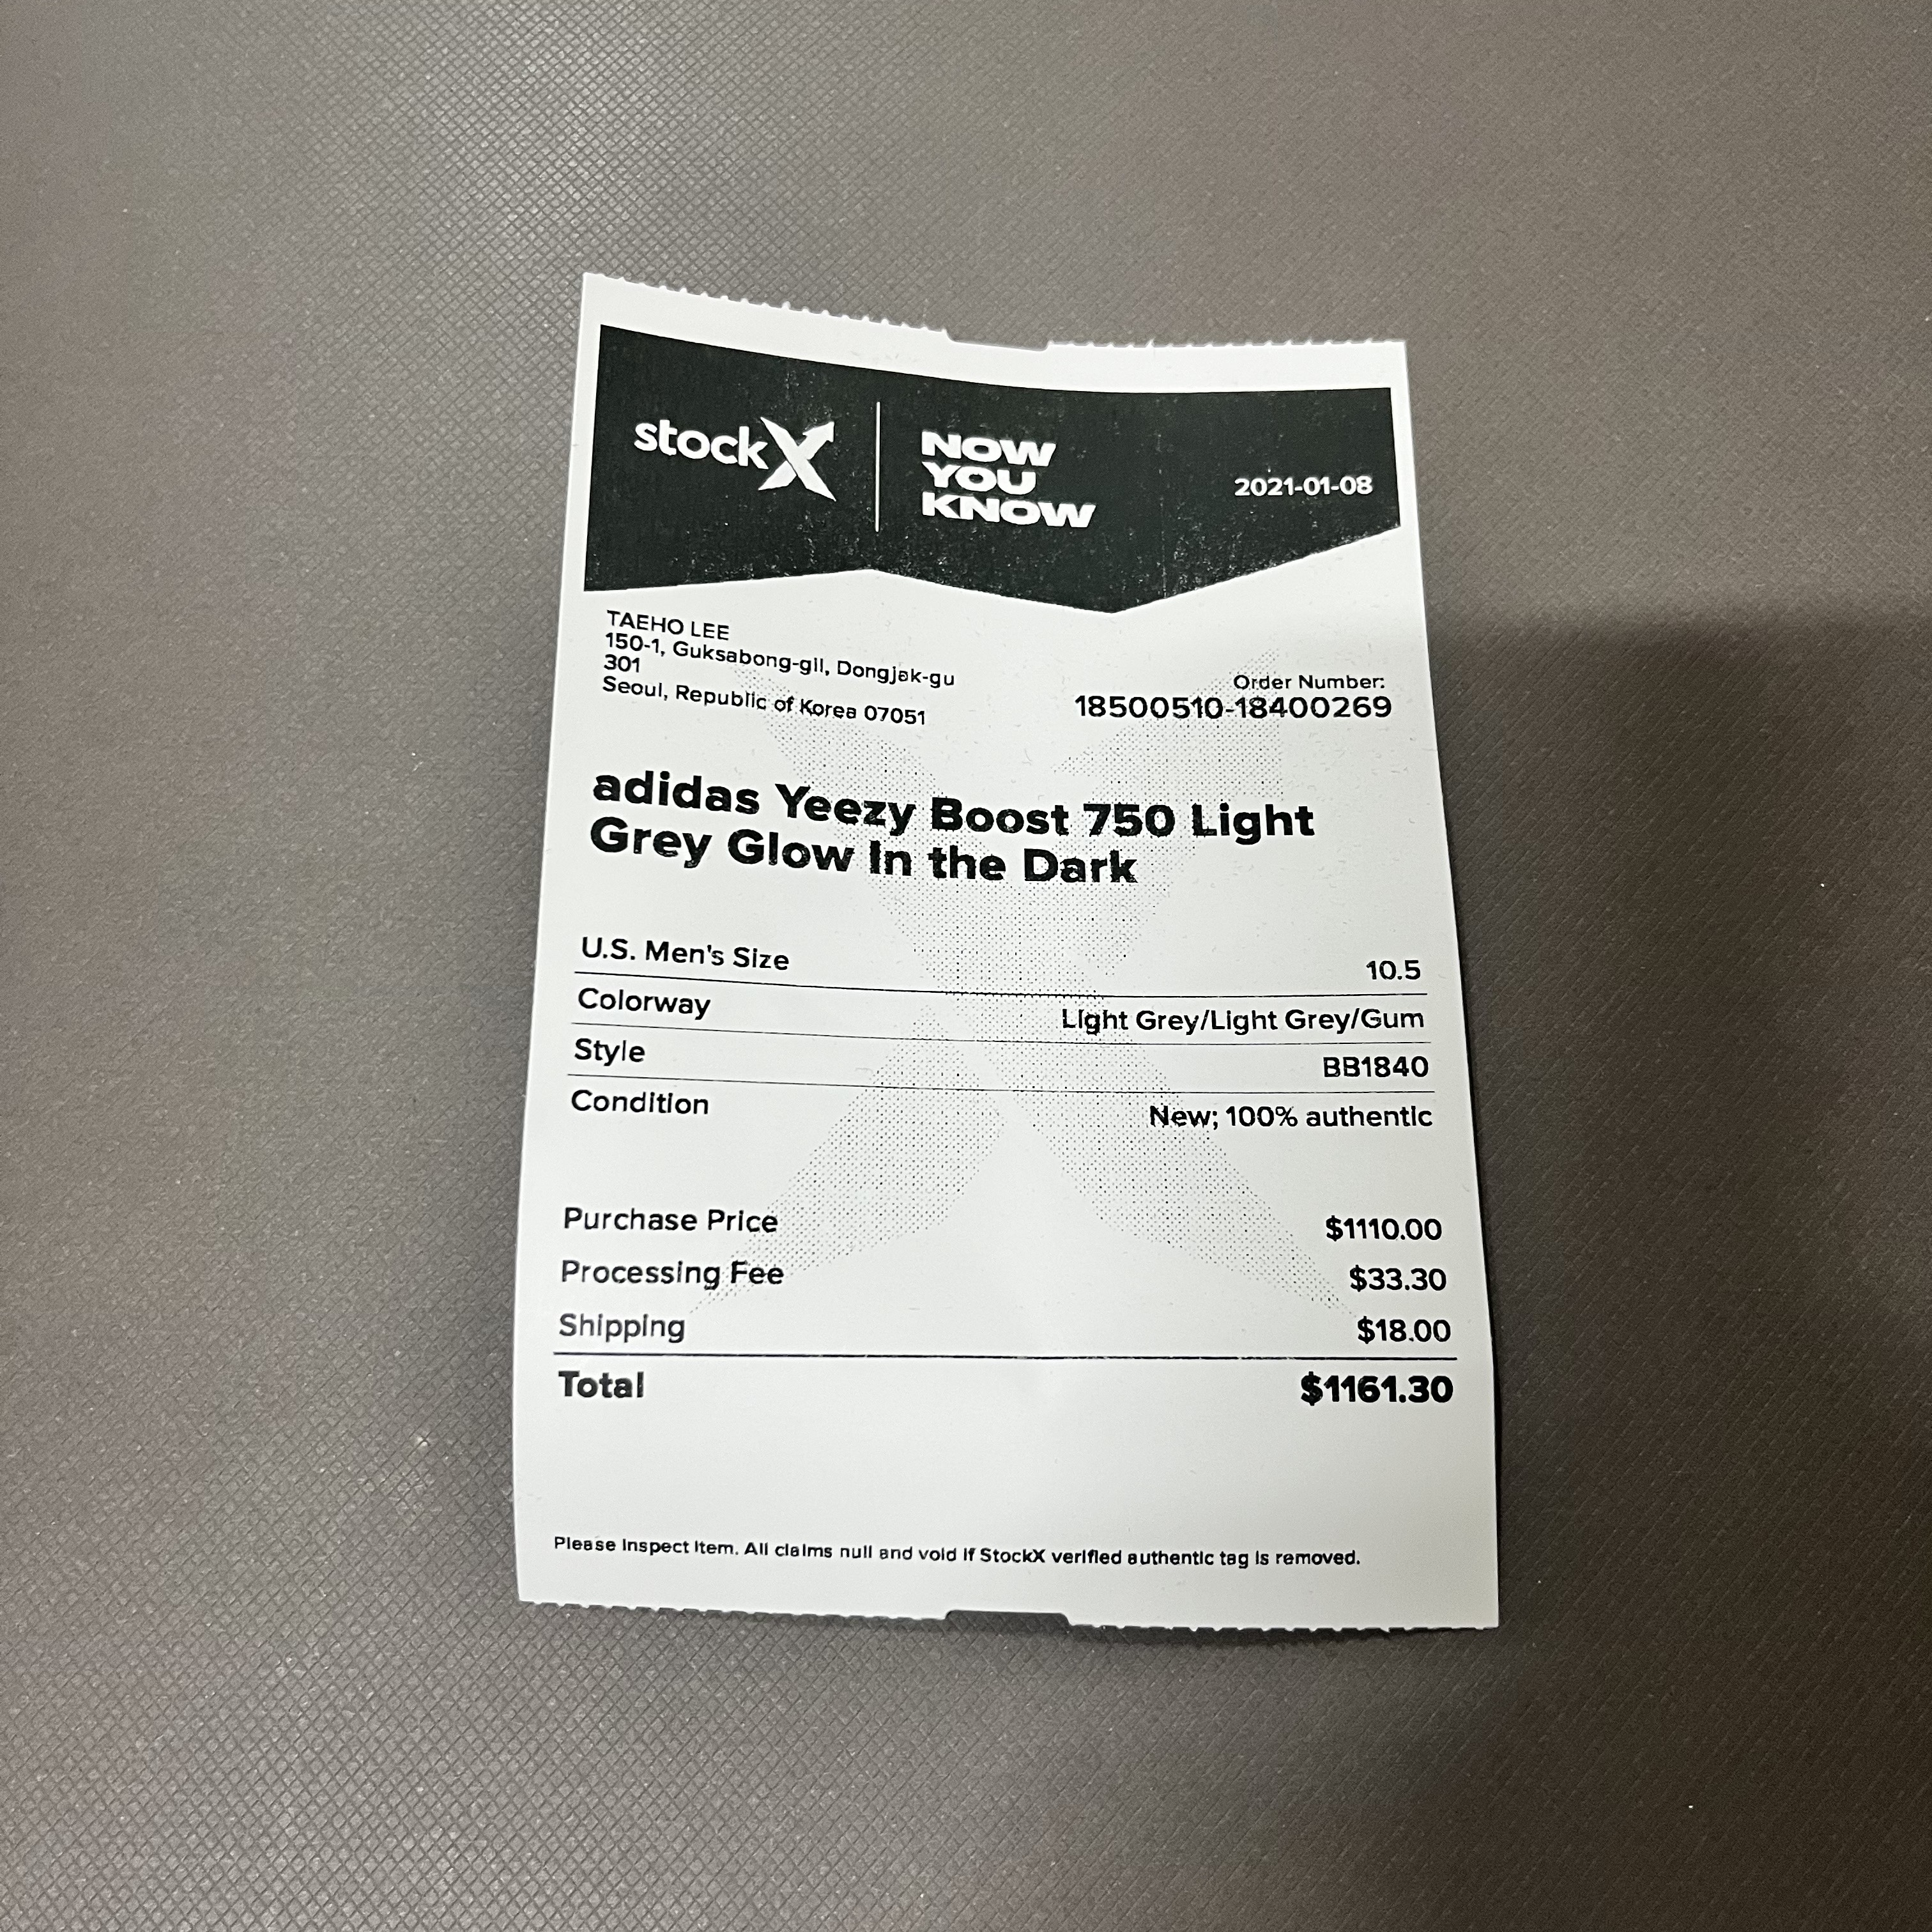 stockX
NOW
YOU
KNOW
2021-01-08
TAEHO LEE
150-1, Guksabong-gil, Dongjak-gu
301
Seoul, Republic of Korea 07051
Order Number:
18500510-18400269
adidas Yeezy Boost 750 Light
Grey Glow In the Dark
U.S. Men's Size 10.5
Colorway Light Grey/Light Grey/Gum
Style BB1840
Condition New; 100% authentic
Purchase Price $1110.00
Processing Fee $33.30
Shipping $18.00
Total $1161.30
Please inspect item. All claims null and void if StockX verified authentic tag is removed.